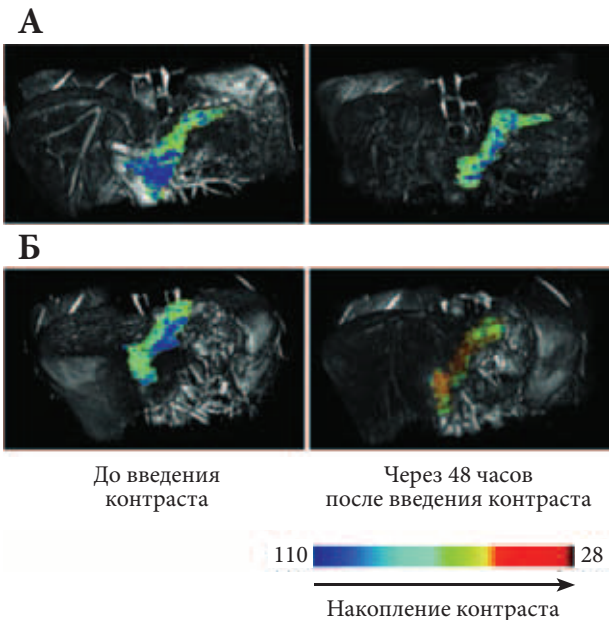 А
Б
До введения
контраста
Через 48 часов
после введения контраста
110 28
Накопление контраста